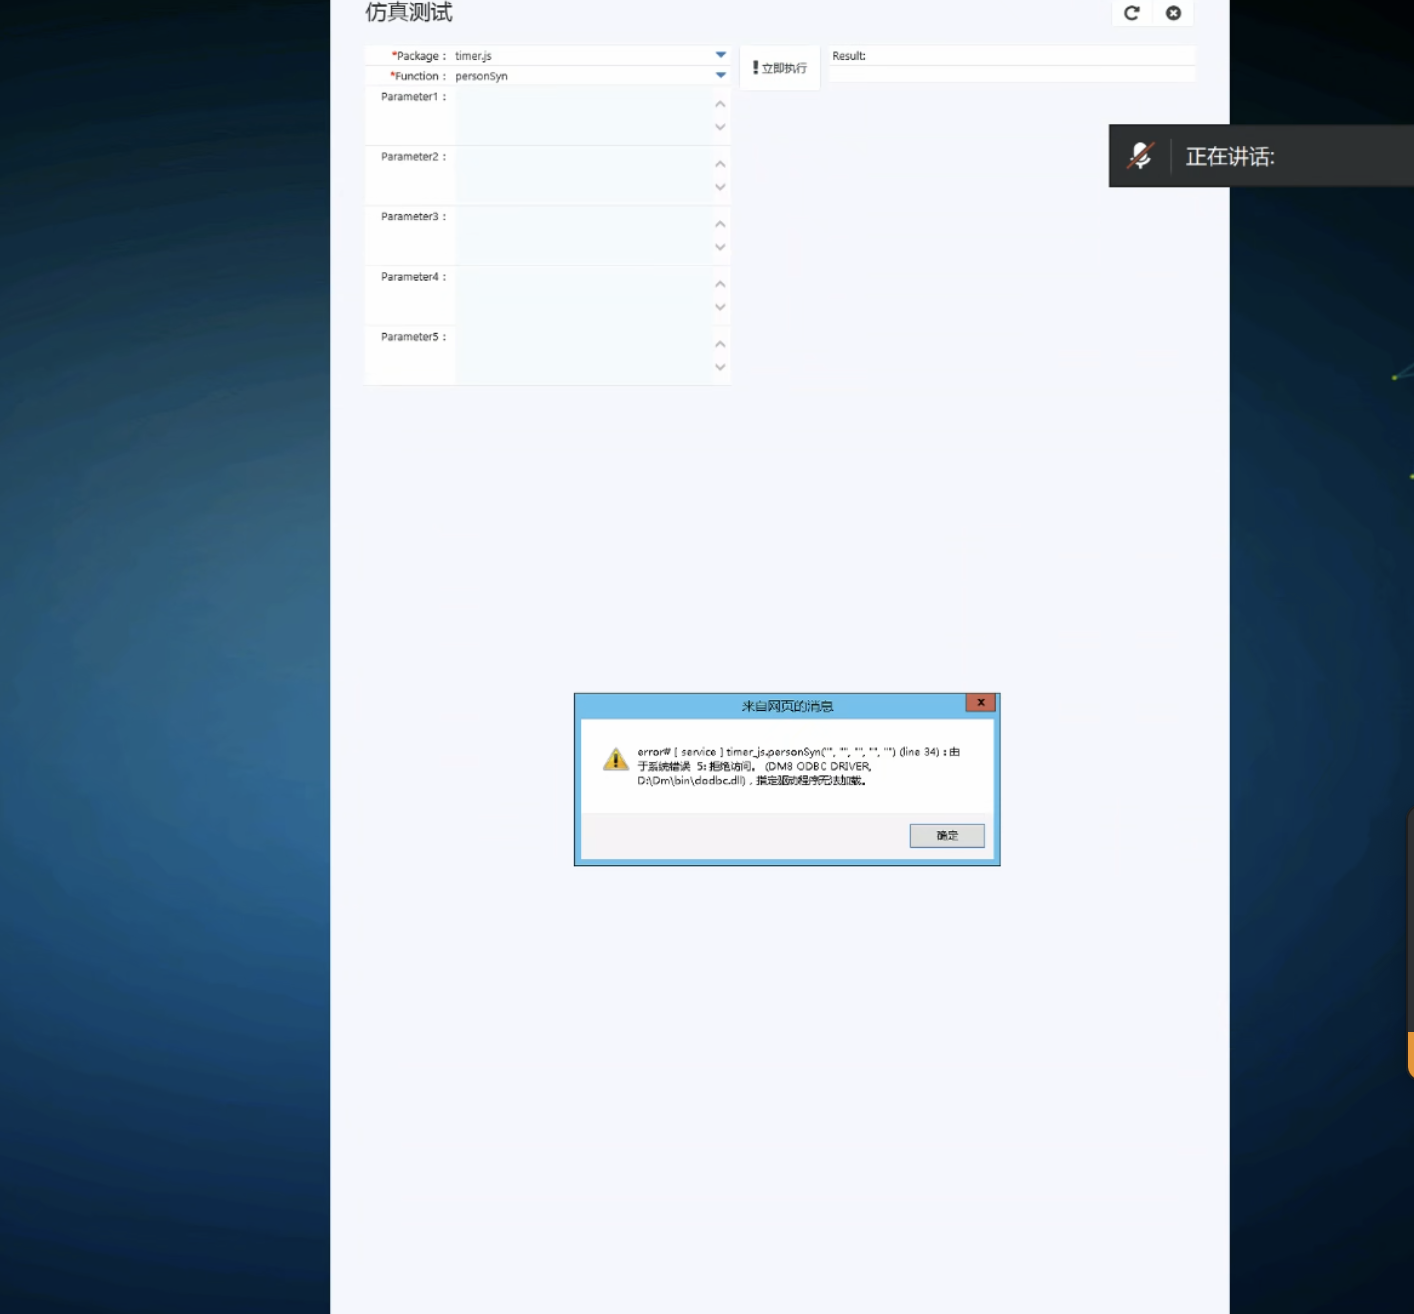 仿真测试
*Package： timer.js
*Function： personSyn
立即执行
Result:
Parameter1：
Parameter2：
Parameter3：
Parameter4：
Parameter5：
正在讲话:
来自网页的消息
error# [ service ] timer_js.personSyn("", "", "", "", "") (line 34)：由
于系统错误 5: 拒绝访问。 (DM8 ODBC DRIVER,
D:\Dm\bin\dodbc.dll)，指定驱动程序无法加载。
确定